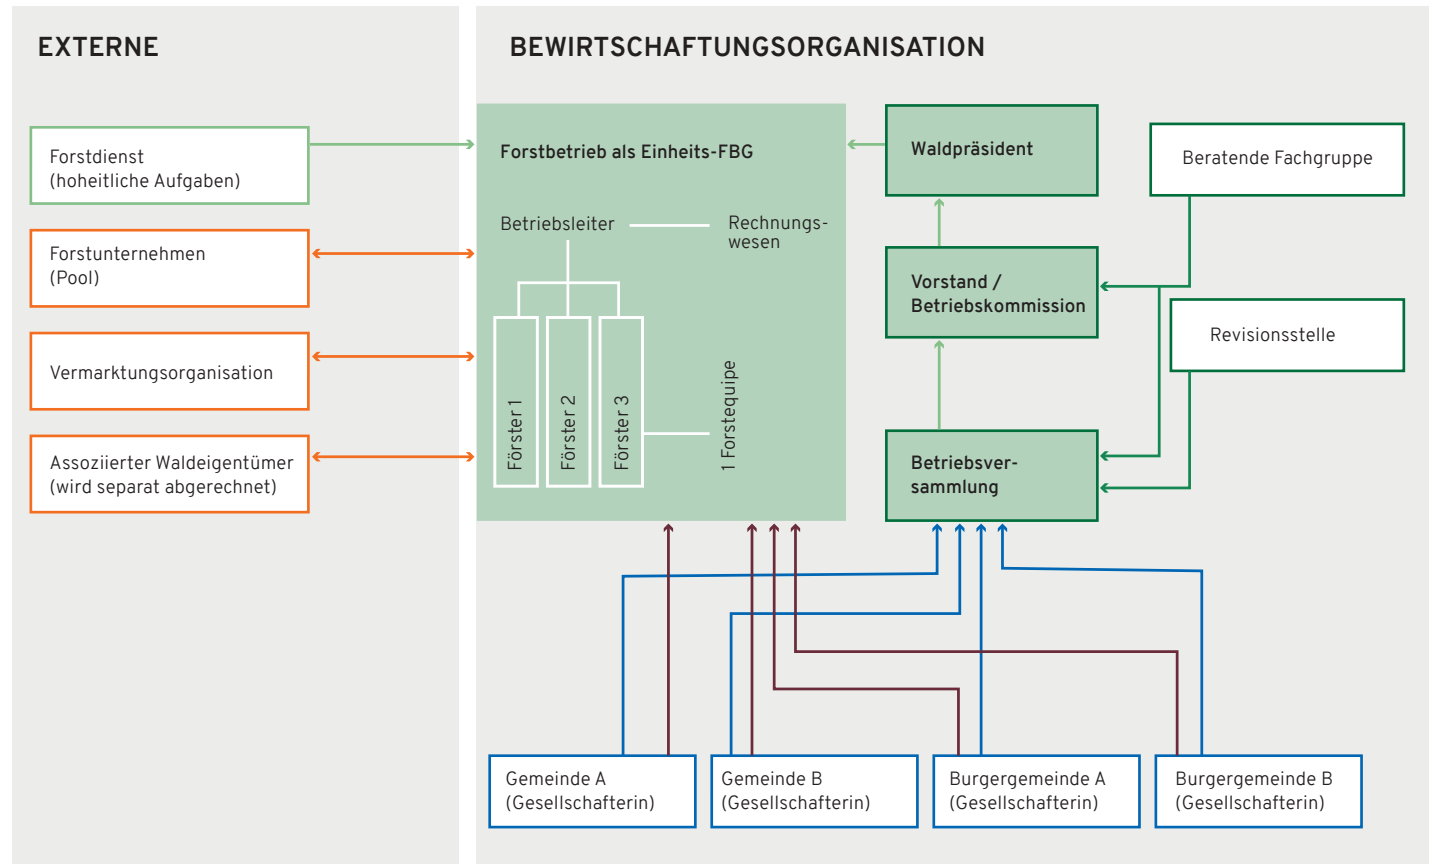 EXTERNE
Forstdienst
(hoheitliche Aufgaben)
Forstunternehmen
(Pool)
Vermarktungsorganisation
Assoziierter Waldeigentümer
(wird separat abgerechnet)
BEWIRTSCHAFTUNGSORGANISATION
Forstbetrieb als Einheits-FBG
Betriebsleiter
Rechnungs-
wesen
Förster 1
Förster 2
Förster 3
1 Forstequipe
Waldpräsident
Vorstand /
Betriebskommission
Betriebsver-
sammlung
Beratende Fachgruppe
Revisionsstelle
Gemeinde A
(Gesellschafterin)
Gemeinde B
(Gesellschafterin)
Burgergemeinde A
(Gesellschafterin)
Burgergemeinde B
(Gesellschafterin)